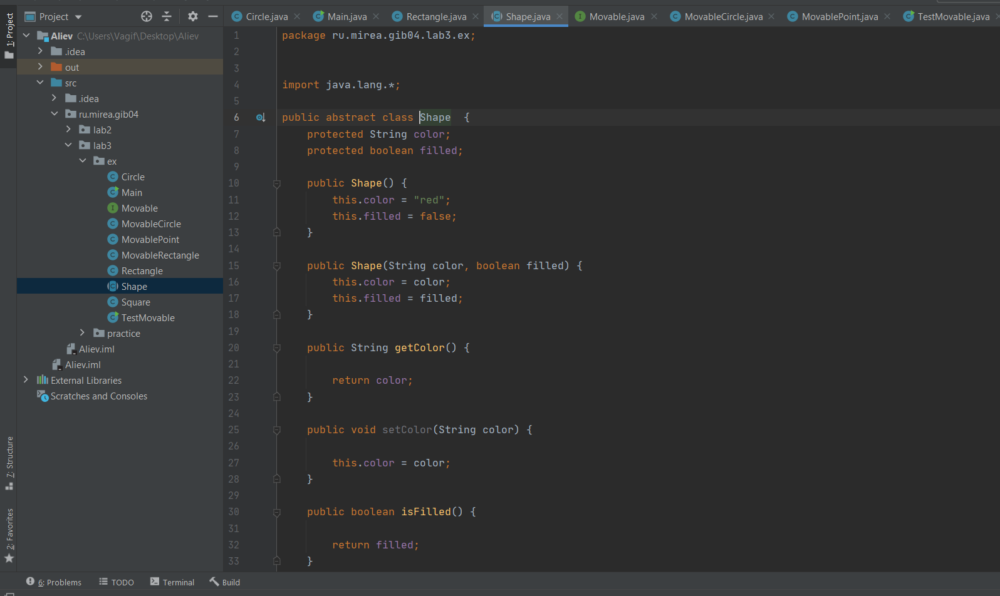 Project
Circle.java
Main.java
Rectangle.java
Shape.java
Movable.java
MovableCircle.java
MovablePoint.java
TestMovable.java
1: Project
7: Structure
2: Favorites
Aliev C:\Users\Vagif\Desktop\Aliev
.idea
out
src
.idea
ru.mirea.gib04
lab2
lab3
ex
Circle
Main
Movable
MovableCircle
MovablePoint
MovableRectangle
Rectangle
Shape
Square
TestMovable
practice
Aliev.iml
Aliev.iml
External Libraries
Scratches and Consoles
1 package ru.mirea.gib04.lab3.ex;
2
3
4 import java.lang.*;
5
6 public abstract class Shape  {
7     protected String color;
8     protected boolean filled;
9
10     public Shape() {
11         this.color = "red";
12         this.filled = false;
13     }
14
15     public Shape(String color, boolean filled) {
16         this.color = color;
17         this.filled = filled;
18     }
19
20     public String getColor() {
21
22         return color;
23     }
24
25     public void setColor(String color) {
26
27         this.color = color;
28     }
29
30     public boolean isFilled() {
31
32         return filled;
33     }
6: Problems
TODO
Terminal
Build